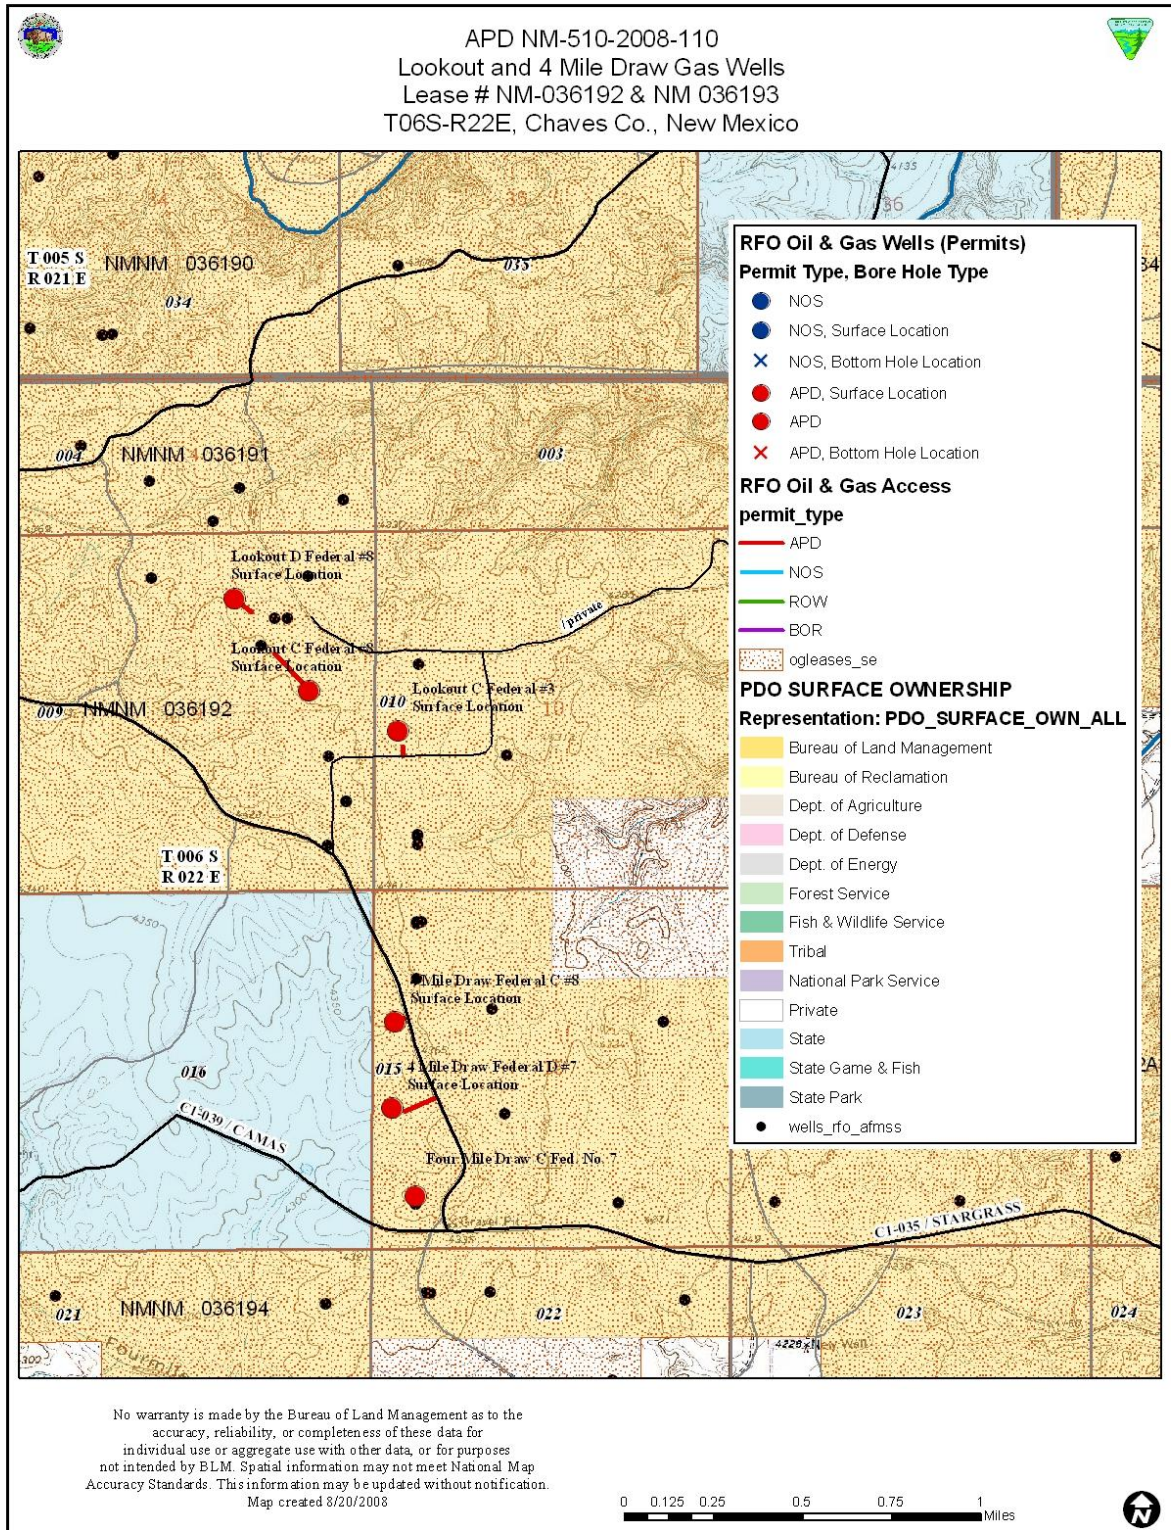 APD NM-510-2008-110
Lookout and 4 Mile Draw Gas Wells
Lease # NM-036192 & NM 036193
T06S-R22E, Chaves Co., New Mexico
4135
34
35
36
T 005 S
R 021 E
NMNM 036190
034
035
34
004
NMNM 036191
003
Lookout D Federal #8
Surface Location
/ private
Lookout C Federal #8
Surface Location
010
Lookout C Federal #3
Surface Location
10
009
NMNM 036192
T 006 S
R 022 E
4350
4350
Mile Draw Federal C #8
Surface Location
016
015
4 Mile Draw Federal D #7
Surface Location
C1-039 / CAMAS
4300
Four Mile Draw C Fed. No. 7
C1-035 / STARGRASS
021
NMNM 036194
022
023
024
4228 x New Well
RFO Oil & Gas Wells (Permits)
Permit Type, Bore Hole Type
NOS
NOS, Surface Location
NOS, Bottom Hole Location
APD, Surface Location
APD
APD, Bottom Hole Location
RFO Oil & Gas Access
permit_type
APD
NOS
ROW
BOR
ogleases_se
PDO SURFACE OWNERSHIP
Representation: PDO_SURFACE_OWN_ALL
Bureau of Land Management
Bureau of Reclamation
Dept. of Agriculture
Dept. of Defense
Dept. of Energy
Forest Service
Fish & Wildlife Service
Tribal
National Park Service
Private
State
State Game & Fish
State Park
wells_rfo_afmss
No warranty is made by the Bureau of Land Management as to the
accuracy, reliability, or completeness of these data for
individual use or aggregate use with other data, or for purposes
not intended by BLM. Spatial information may not meet National Map
Accuracy Standards. This information may be updated without notification.
Map created 8/20/2008
0 0.125 0.25 0.5 0.75 1
Miles